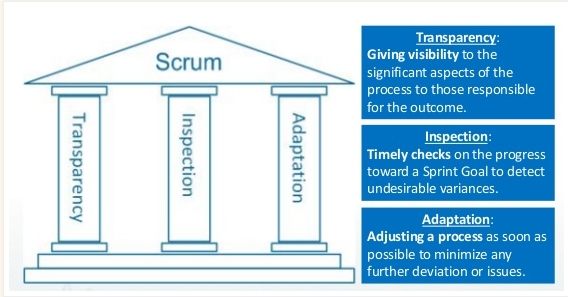 Scrum
Transparency
Inspection
Adaptation
Transparency:
Giving visibility to the
significant aspects of the
process to those responsible
for the outcome.
Inspection:
Timely checks on the progress
toward a Sprint Goal to detect
undesirable variances.
Adaptation:
Adjusting a process as soon as
possible to minimize any
further deviation or issues.